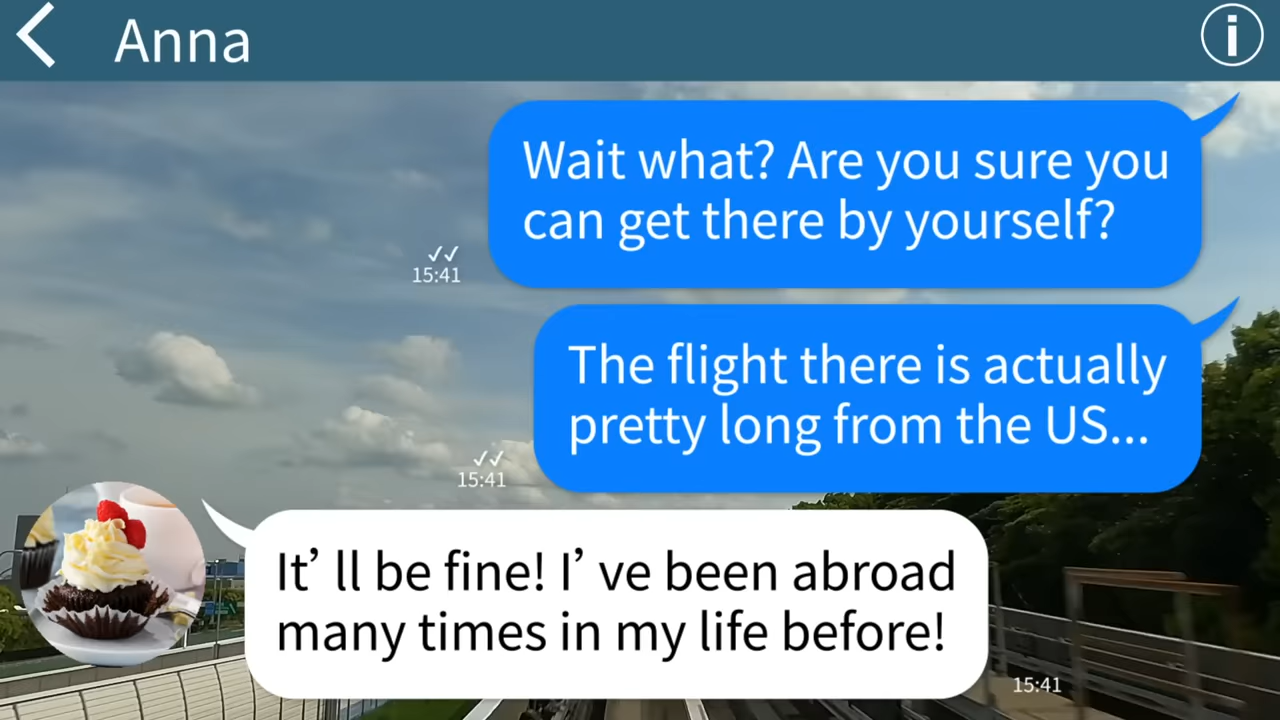 Anna
Wait what? Are you sure you
can get there by yourself?
15:41
The flight there is actually
pretty long from the US...
15:41
It’ ll be fine! I’ ve been abroad
many times in my life before!
15:41